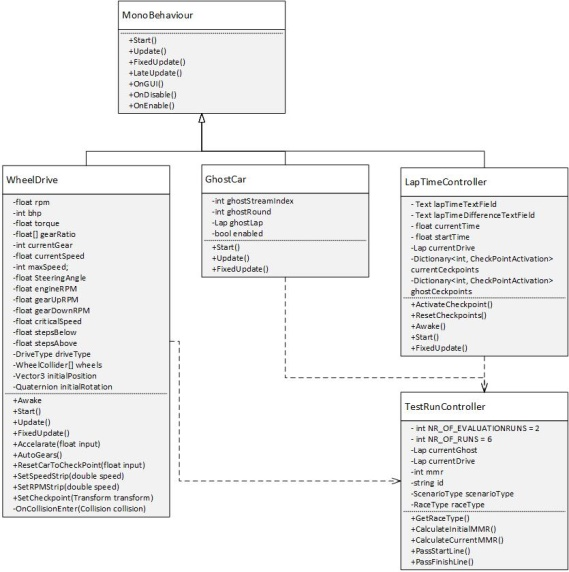 MonoBehaviour
+Start()
+Update()
+FixedUpdate()
+LateUpdate()
+OnGUI()
+OnDisable()
+OnEnable()
WheelDrive
-float rpm
-int bhp
-float torque
-float[] gearRatio
-int currentGear
-float currentSpeed
-int maxSpeed;
-float SteeringAngle
-float engineRPM
-float gearUpRPM
-float gearDownRPM
-float criticalSpeed
-float stepsBelow
-float stepsAbove
-DriveType driveType
-WheelCollider[] wheels
-Vector3 initialPosition
-Quaternion initialRotation
+Awake
+Start()
+Update()
+FixedUpdate()
+Accelarate(float input)
+AutoGears()
+ResetCarToCheckPoint(float input)
+SetSpeedStrip(double speed)
+SetRPMStrip(double speed)
+SetCheckpoint(Transform transform)
-OnCollisionEnter(Collision collision)
GhostCar
-int ghostStreamIndex
-int ghostRound
-Lap ghostLap
-bool enabled
+Start()
+Update()
+FixedUpdate()
LapTimeController
- Text lapTimeTextField
- Text lapTimeDifferenceTextField
- float currentTime
- float startTime
-Lap currentDrive
-Dictionary<int, CheckPointActivation>
currentCeckpoints
-Dictionary<int, CheckPointActivation>
ghostCeckpoints
+ActivateCheckpoint()
+ResetCheckpoints()
+Awake()
+Start()
+FixedUpdate()
TestRunController
- int NR_OF_EVALUATIONRUNS = 2
- int NR_OF_RUNS = 6
-Lap currentGhost
-Lap currentDrive
-int mmr
-string id
-ScenarioType scenarioType
-RaceType raceType
+GetRaceType()
+CalculateInitialMMR()
+CalculateCurrentMMR()
+PassStartLine()
+PassFinishLine()